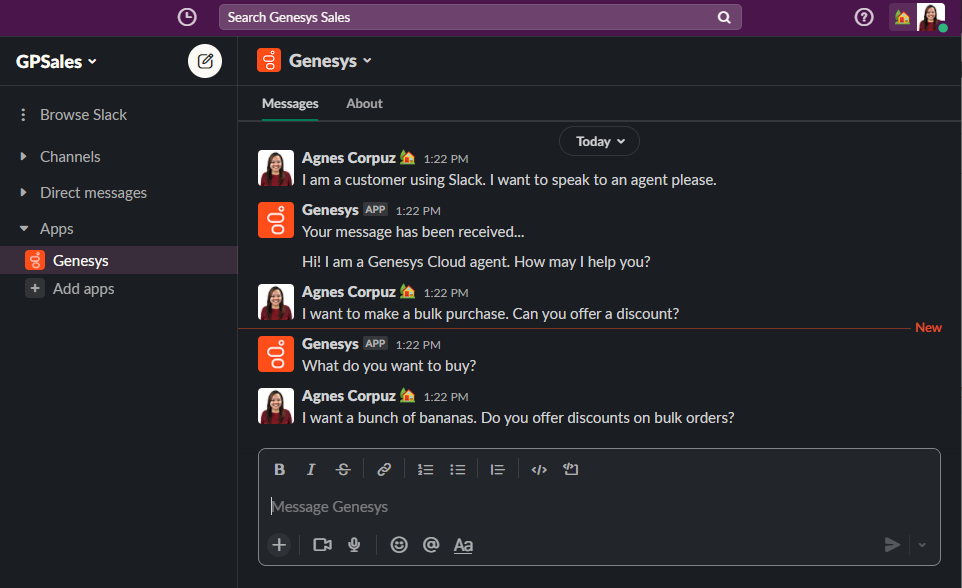 Search Genesys Sales
GPSales
Genesys
Browse Slack
Channels
Direct messages
Apps
Genesys
Add apps
Messages About
Today
Agnes Corpuz 1:22 PM
I am a customer using Slack. I want to speak to an agent please.
Genesys APP 1:22 PM
Your message has been received...
Hi! I am a Genesys Cloud agent. How may I help you?
Agnes Corpuz 1:22 PM
I want to make a bulk purchase. Can you offer a discount?
New
Genesys APP 1:22 PM
What do you want to buy?
Agnes Corpuz 1:22 PM
I want a bunch of bananas. Do you offer discounts on bulk orders?
B I S
Message Genesys
Aa